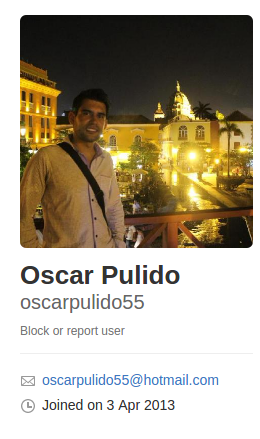 Oscar Pulido
oscarpulido55
Block or report user
oscarpulido55@hotmail.com
Joined on 3 Apr 2013